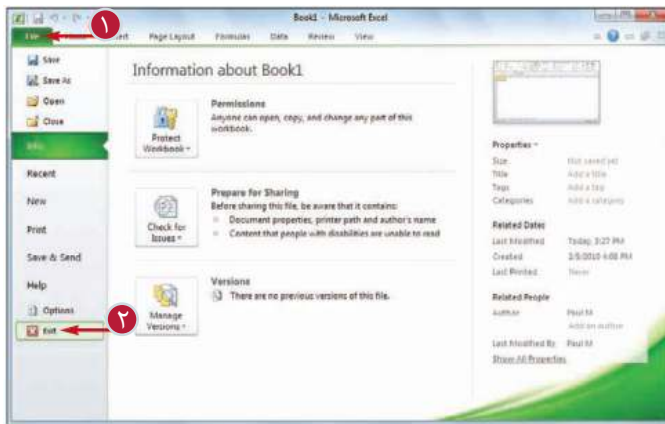 Book1 - Microsoft Excel
File
Page Layout Formulas Data Review View
١
Save
Save As
Open
Close
Info
Recent
New
Print
Save & Send
Help
Options
Exit
٢
Information about Book1
Protect
Workbook
Permissions
Anyone can open, copy, and change any part of this
workbook.
Check for
Issues
Prepare for Sharing
Before sharing this file, be aware that it contains:
Document properties, printer path and author's name
Content that people with disabilities are unable to read
Manage
Versions
Versions
There are no previous versions of this file.
Properties
Size Not saved yet
Title Add a title
Tags Add a tag
Categories Add a category
Related Dates
Last Modified Today, 3:27 PM
Created
Last Printed Never
Related People
Author Paul M
Add an author
Last Modified By Paul M
Show All Properties